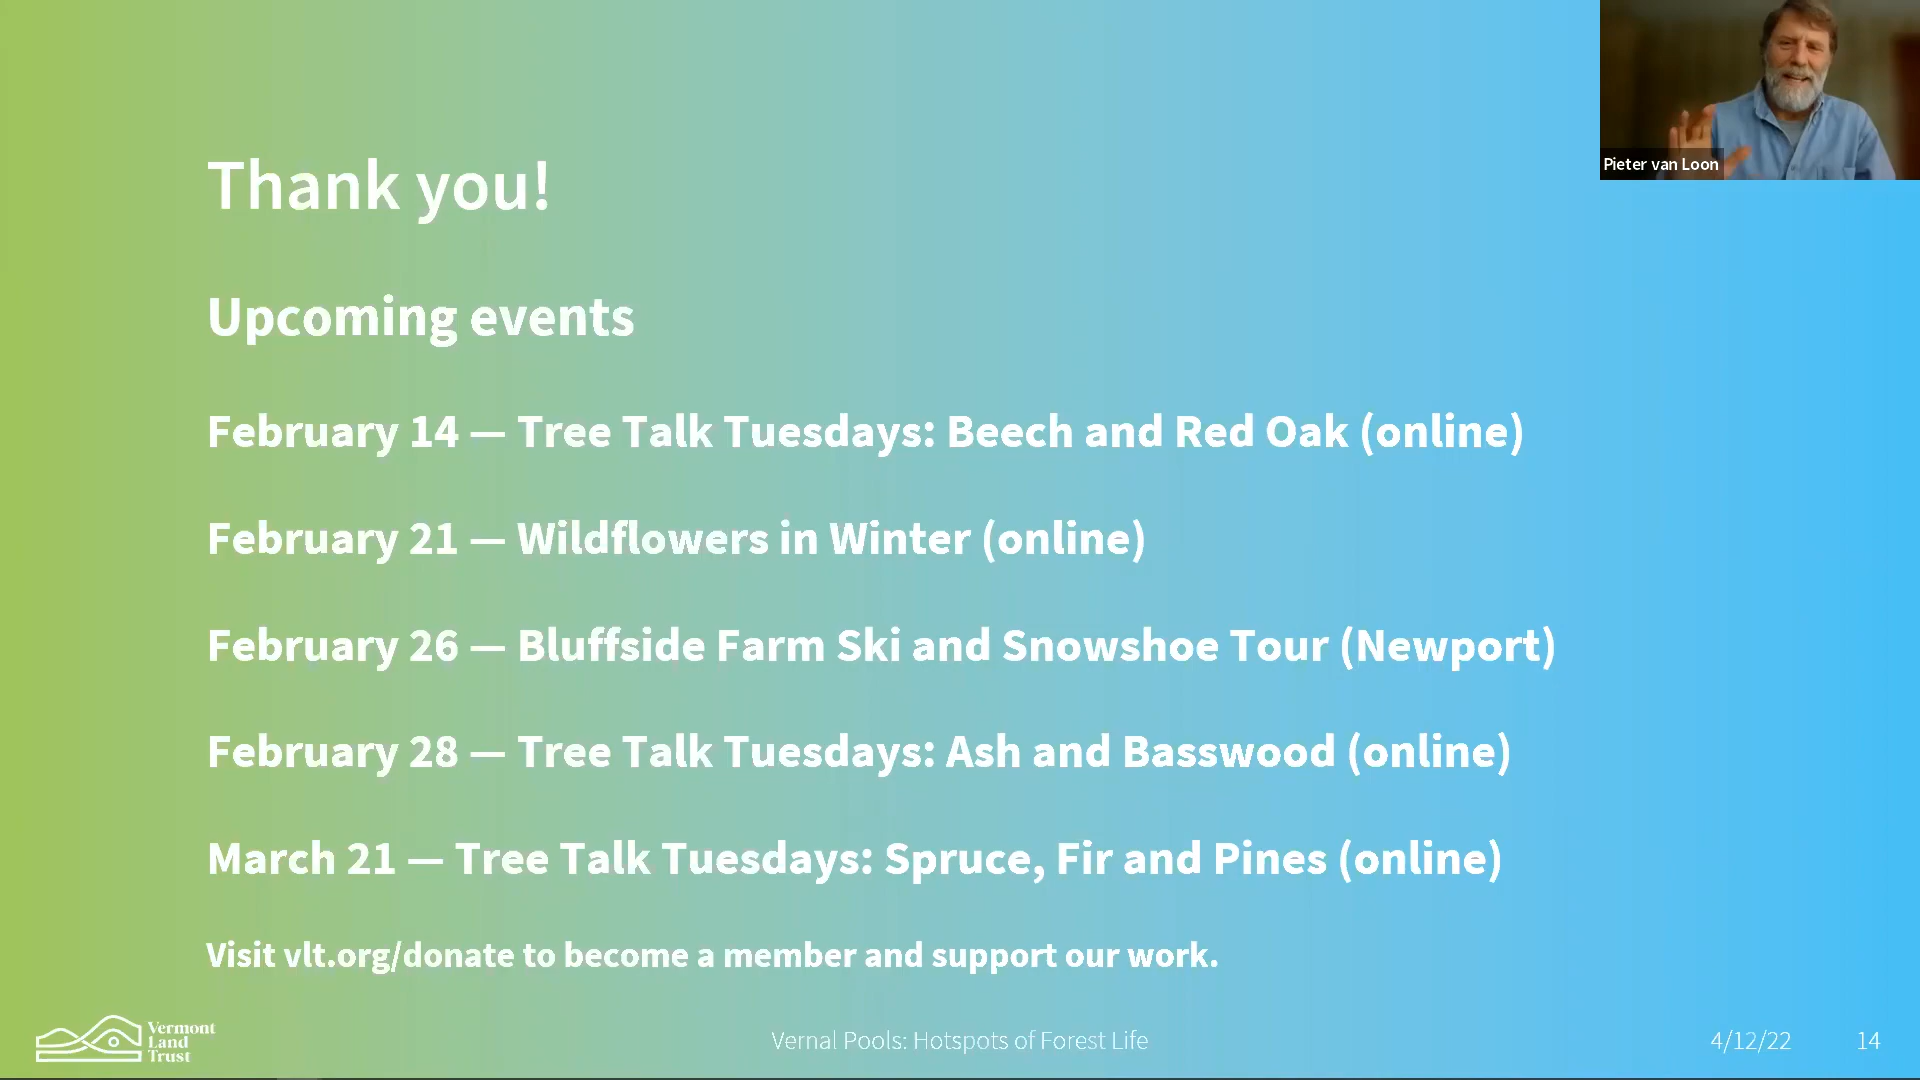 Pieter van Loon
Thank you!
Upcoming events
February 14 — Tree Talk Tuesdays: Beech and Red Oak (online)
February 21 — Wildflowers in Winter (online)
February 26 — Bluffside Farm Ski and Snowshoe Tour (Newport)
February 28 — Tree Talk Tuesdays: Ash and Basswood (online)
March 21 — Tree Talk Tuesdays: Spruce, Fir and Pines (online)
Visit vlt.org/donate to become a member and support our work.
Vermont
Land
Trust
Vernal Pools: Hotspots of Forest Life
4/12/22
14